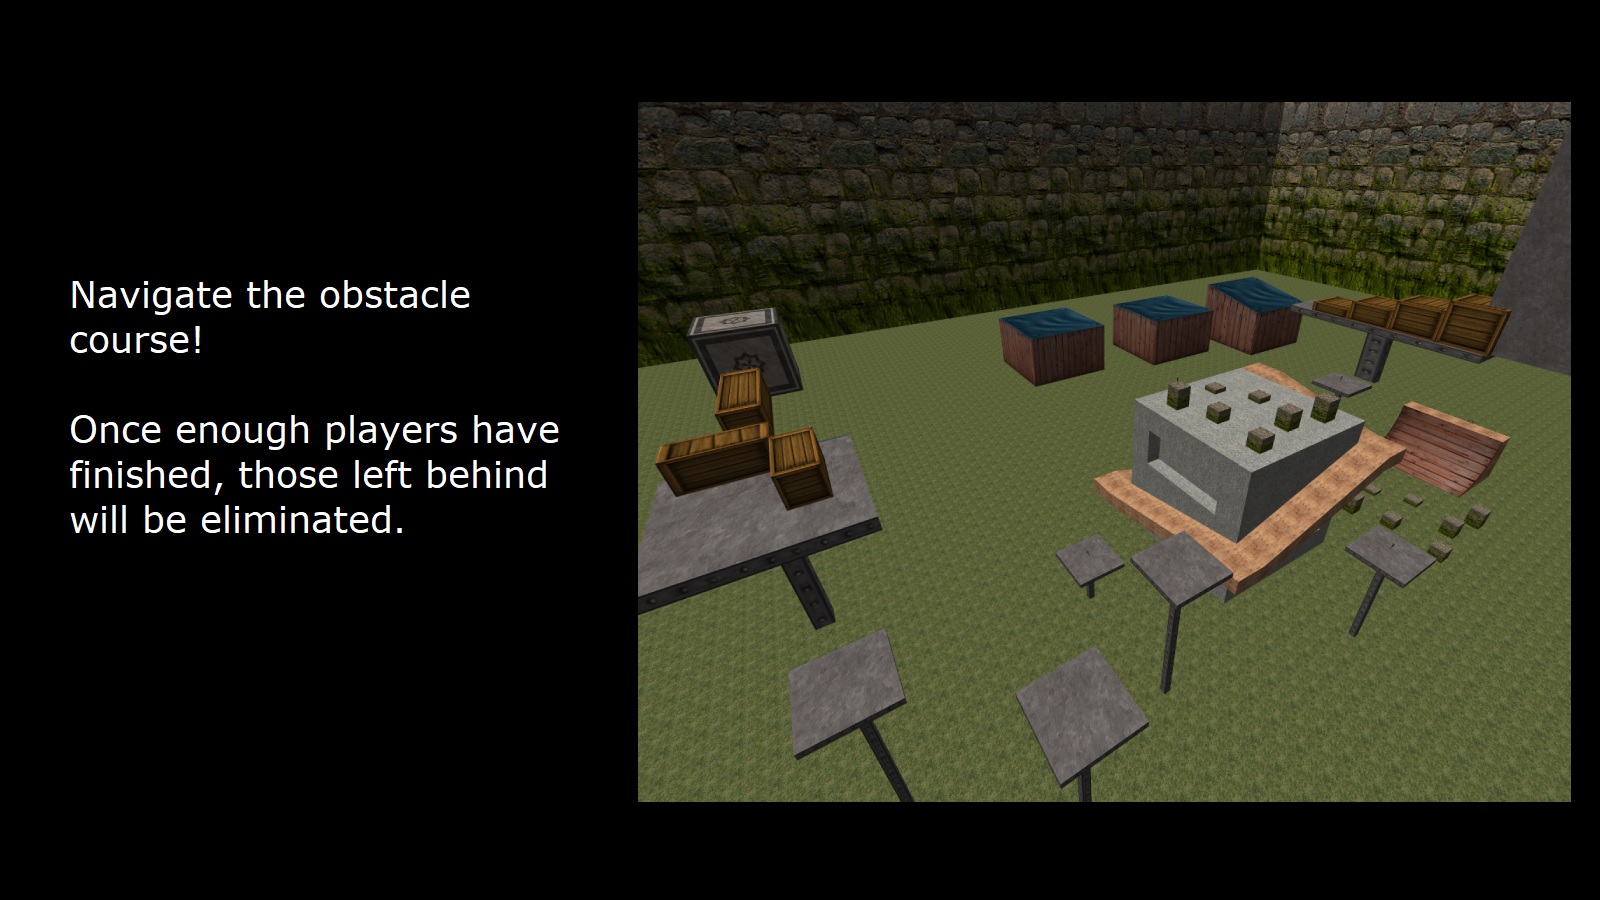 Navigate the obstacle
course!
Once enough players have
finished, those left behind
will be eliminated.